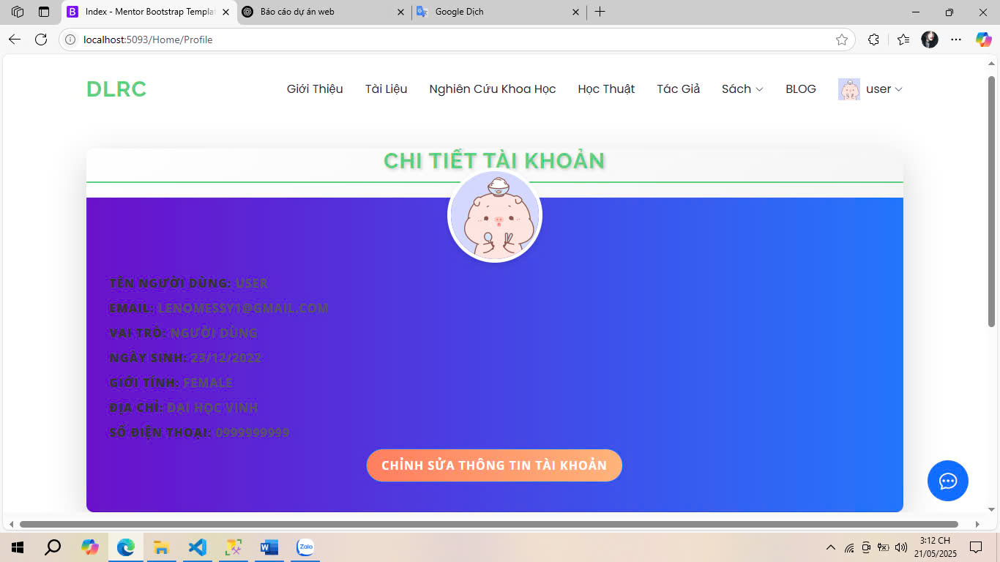 Index - Mentor Bootstrap Templat
Báo cáo dự án web
Google Dịch
localhost:5093/Home/Profile
DLRC
Giới Thiệu
Tài Liệu
Nghiên Cứu Khoa Học
Học Thuật
Tác Giả
Sách
BLOG
user
CHI TIẾT TÀI KHOẢN
TÊN NGƯỜI DÙNG: USER
EMAIL: LENOMESSY1@GMAIL.COM
VAI TRÒ: NGƯỜI DÙNG
NGÀY SINH: 23/12/2022
GIỚI TÍNH: FEMALE
ĐỊA CHỈ: ĐẠI HỌC VINH
SỐ ĐIỆN THOẠI: 0999999999
CHỈNH SỬA THÔNG TIN TÀI KHOẢN
Zalo
3:12 CH
21/05/2025